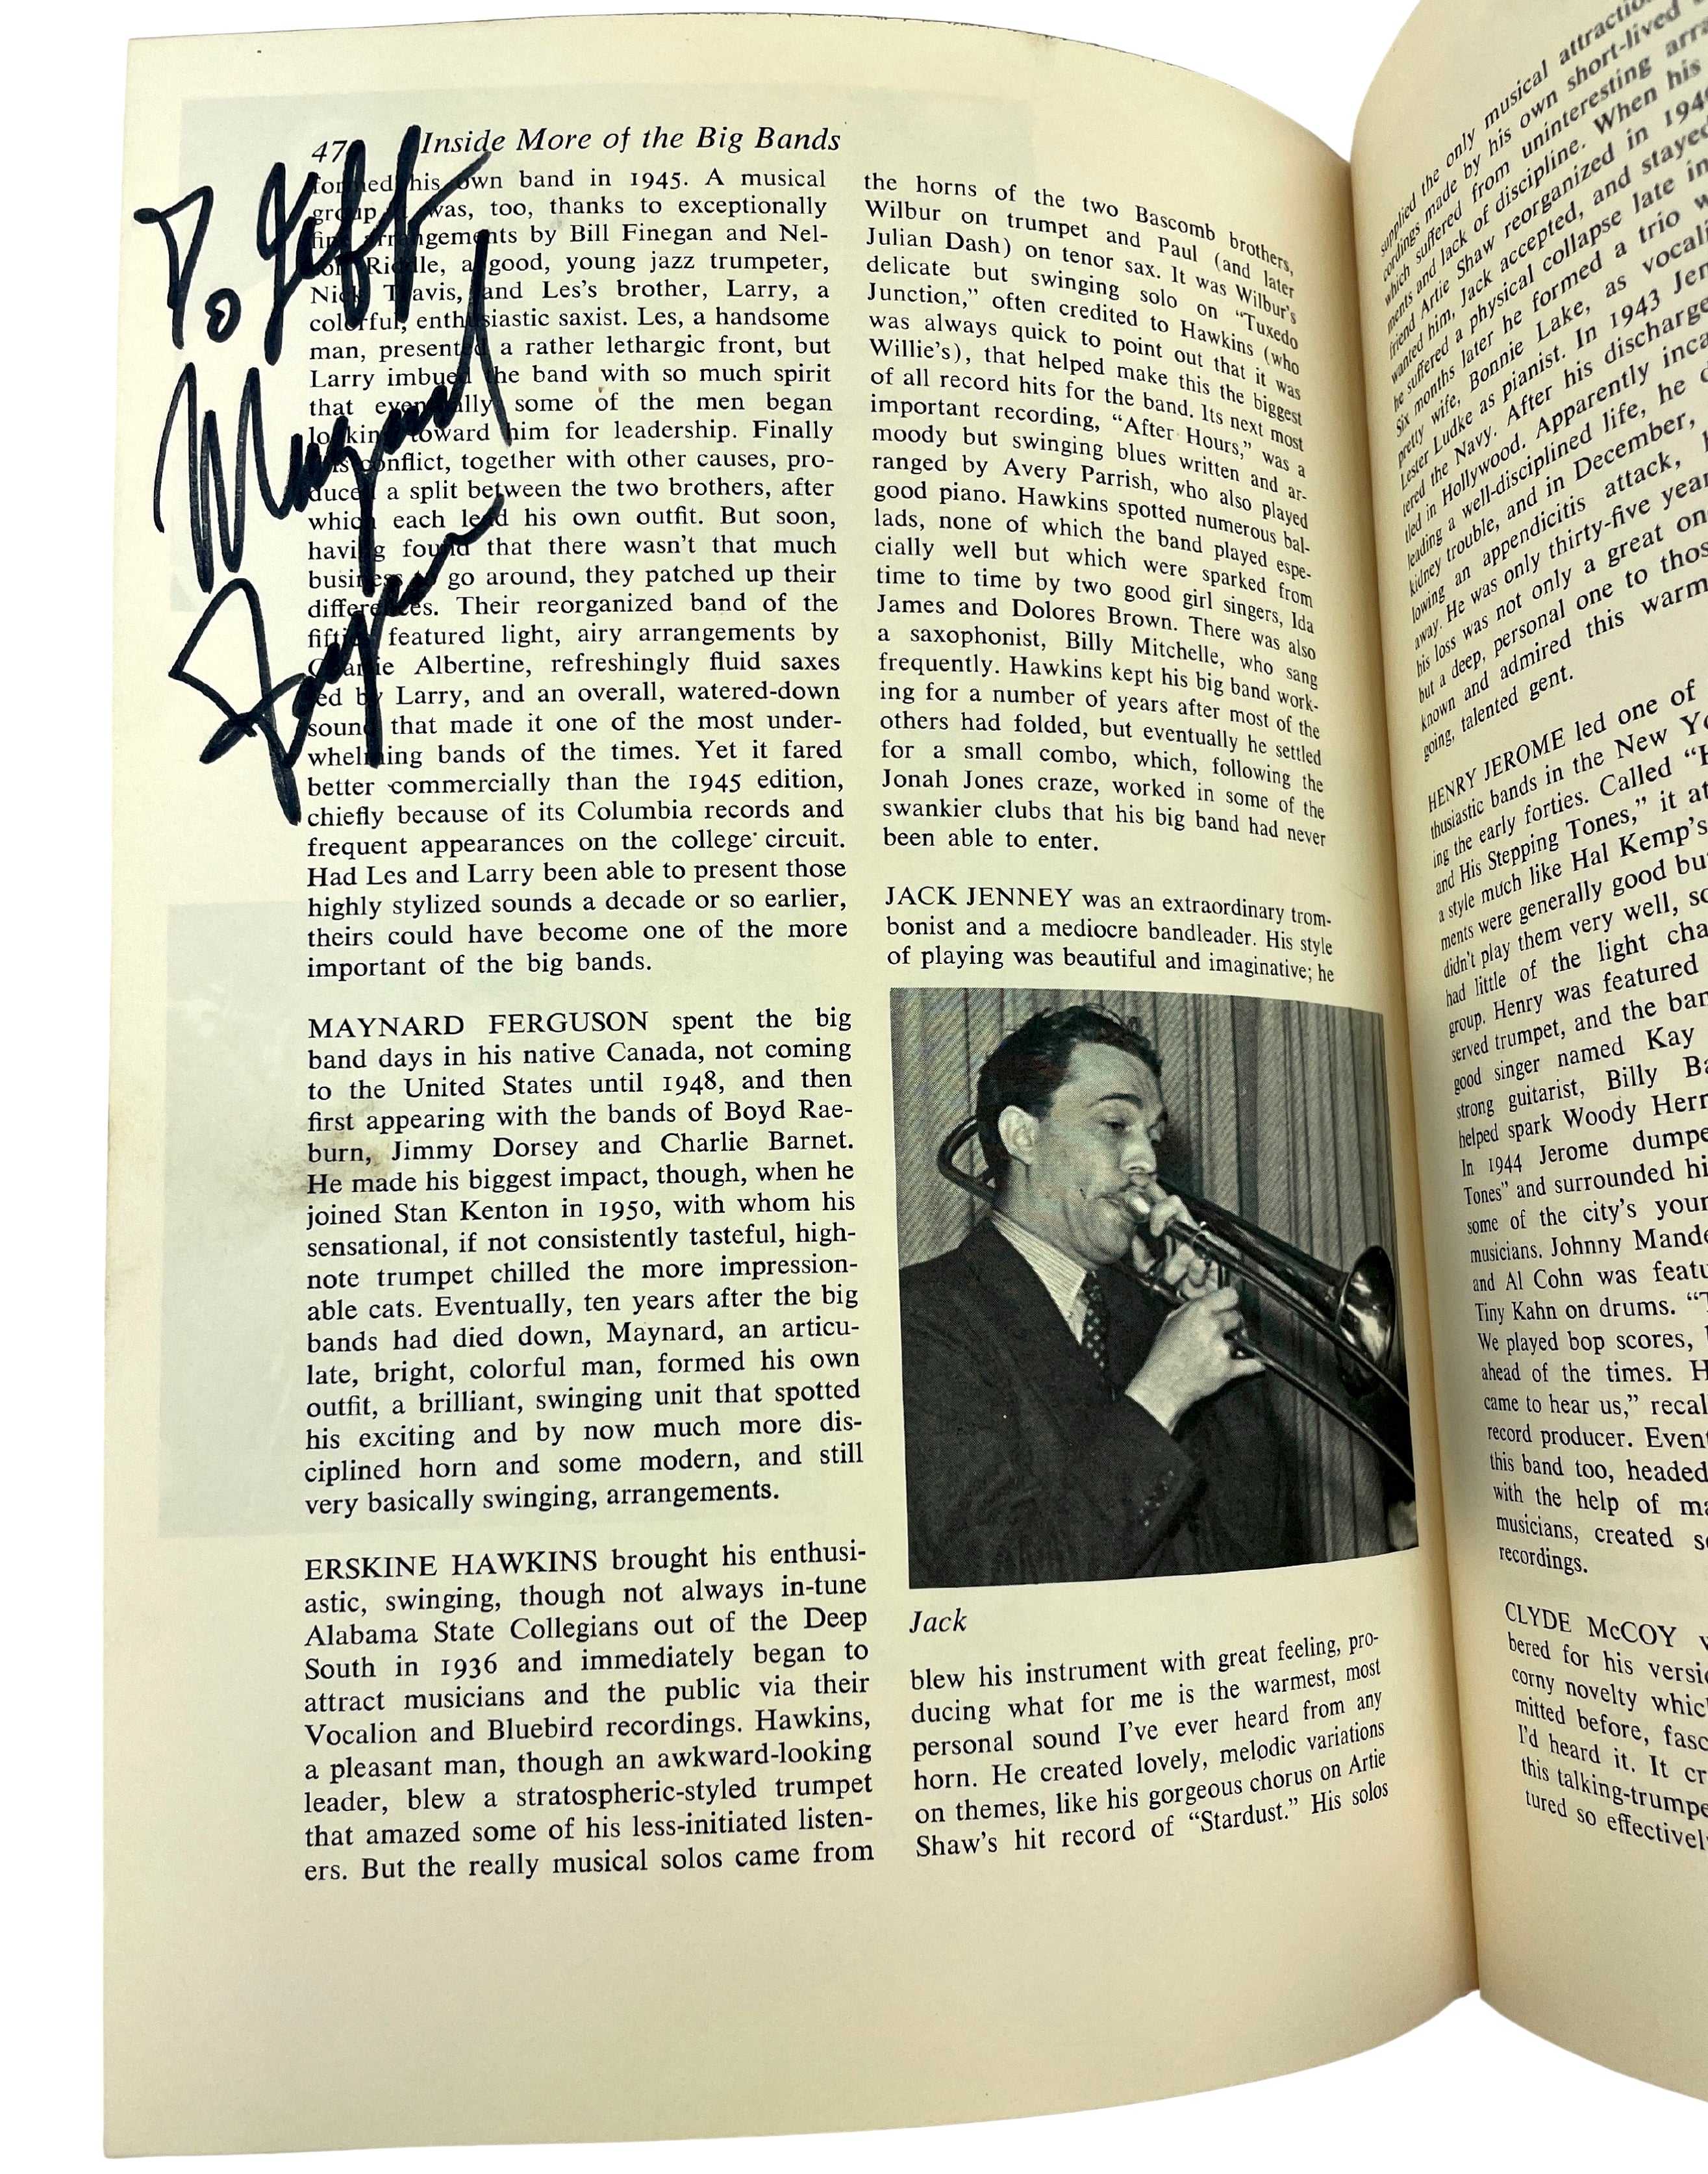 To Jeff
Maynard
Ferguson
47 Inside More of the Big Bands
formed his own band in 1945. A musical
group it was, too, thanks to exceptionally
fine arrangements by Bill Finegan and Nel-
son Riddle, a good, young jazz trumpeter,
Nick Travis, and Les's brother, Larry, a
colorful, enthusiastic saxist. Les, a handsome
man, presented a rather lethargic front, but
Larry imbued the band with so much spirit
that eventually some of the men began
looking toward him for leadership. Finally
this conflict, together with other causes, pro-
duced a split between the two brothers, after
which each lead his own outfit. But soon,
having found that there wasn't that much
business to go around, they patched up their
differences. Their reorganized band of the
fifties featured light, airy arrangements by
Charlie Albertine, refreshingly fluid saxes
led by Larry, and an overall, watered-down
sound that made it one of the most under-
whelming bands of the times. Yet it fared
better commercially than the 1945 edition,
chiefly because of its Columbia records and
frequent appearances on the college circuit.
Had Les and Larry been able to present those
highly stylized sounds a decade or so earlier,
theirs could have become one of the more
important of the big bands.
MAYNARD FERGUSON spent the big
band days in his native Canada, not coming
to the United States until 1948, and then
first appearing with the bands of Boyd Rae-
burn, Jimmy Dorsey and Charlie Barnet.
He made his biggest impact, though, when he
joined Stan Kenton in 1950, with whom his
sensational, if not consistently tasteful, high-
note trumpet chilled the more impression-
able cats. Eventually, ten years after the big
bands had died down, Maynard, an articu-
late, bright, colorful man, formed his own
outfit, a brilliant, swinging unit that spotted
his exciting and by now much more dis-
ciplined horn and some modern, and still
very basically swinging, arrangements.
ERSKINE HAWKINS brought his enthusi-
astic, swinging, though not always in-tune
Alabama State Collegians out of the Deep
South in 1936 and immediately began to
attract musicians and the public via their
Vocalion and Bluebird recordings. Hawkins,
a pleasant man, though an awkward-looking
leader, blew a stratospheric-styled trumpet
that amazed some of his less-initiated listen-
ers. But the really musical solos came from
the horns of the two Bascomb brothers,
Wilbur on trumpet and Paul (and later
Julian Dash) on tenor sax. It was Wilbur's
delicate but swinging solo on "Tuxedo
Junction," often credited to Hawkins (who
was always quick to point out that it was
Willie's), that helped make this the biggest
of all record hits for the band. Its next most
important recording, "After Hours," was a
moody but swinging blues written and ar-
ranged by Avery Parrish, who also played
good piano. Hawkins spotted numerous bal-
lads, none of which the band played espe-
cially well but which were sparked from
time to time by two good girl singers, Ida
James and Dolores Brown. There was also
a saxophonist, Billy Mitchelle, who sang
frequently. Hawkins kept his big band work-
ing for a number of years after most of the
others had folded, but eventually he settled
for a small combo, which, following the
Jonah Jones craze, worked in some of the
swankier clubs that his big band had never
been able to enter.
JACK JENNEY was an extraordinary trom-
bonist and a mediocre bandleader. His style
of playing was beautiful and imaginative; he
Jack
blew his instrument with great feeling, pro-
ducing what for me is the warmest, most
personal sound I've ever heard from any
horn. He created lovely, melodic variations
on themes, like his gorgeous chorus on Artie
Shaw's hit record of "Stardust." His solos
supplied the only musical attraction
cordings made by his own short-lived
which suffered from uninteresting
ments and lack of discipline. When his
friend Artie Shaw reorganized in
wanted him, Jack accepted, and stayed
he suffered a physical collapse late in
Six months later he formed a trio
pretty wife, Bonnie Lake, as
Lester Ludke as pianist. In 1943
tered the Navy. After his discharge
tled in Hollywood. Apparently
leading a well-disciplined life, he
kidney trouble, and in December,
lowing an appendicitis attack,
away. He was only thirty-five
his loss was not only a great
but a deep, personal one to
known and admired this
going, talented gent.
HENRY JEROME led one of
thusiastic bands in the New
ing the early forties. Called
and His Stepping Tones," it
a style much like Hal Kemp's
ments were generally good
didn't play them very well,
had little of the light
group. Henry was featured
served trumpet, and the
good singer named Kay
strong guitarist, Billy
helped spark Woody
In 1944 Jerome
Tones" and surrounded
some of the city's
musicians. Johnny
and Al Cohn was
Tiny Kahn on drums.
We played bop scores,
ahead of the times.
came to hear us,"
record producer.
this band too, headed
with the help of
musicians, created
recordings.
CLYDE McCOY
bered for his
corny novelty
mitted before,
I'd heard it. It
this
tured so